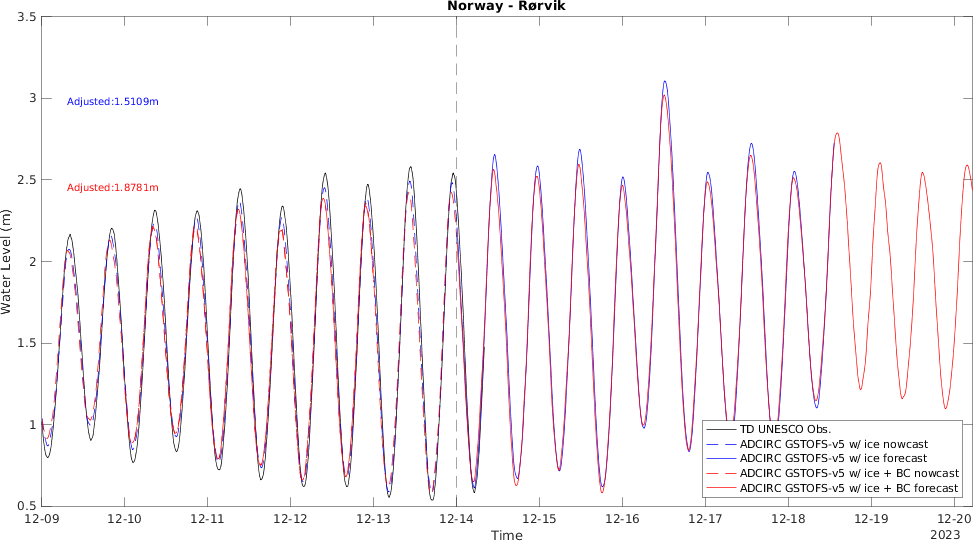 Norway - Rørvik
3.5
3
2.5
2
1.5
1
0.5
Water Level (m)
Adjusted:1.5109m
Adjusted:1.8781m
TD UNESCO Obs.
ADCIRC GSTOFS-v5 w/ ice nowcast
ADCIRC GSTOFS-v5 w/ ice forecast
ADCIRC GSTOFS-v5 w/ ice + BC nowcast
ADCIRC GSTOFS-v5 w/ ice + BC forecast
12-09 12-10 12-11 12-12 12-13 12-14 12-15 12-16 12-17 12-18 12-19 12-20
Time
2023